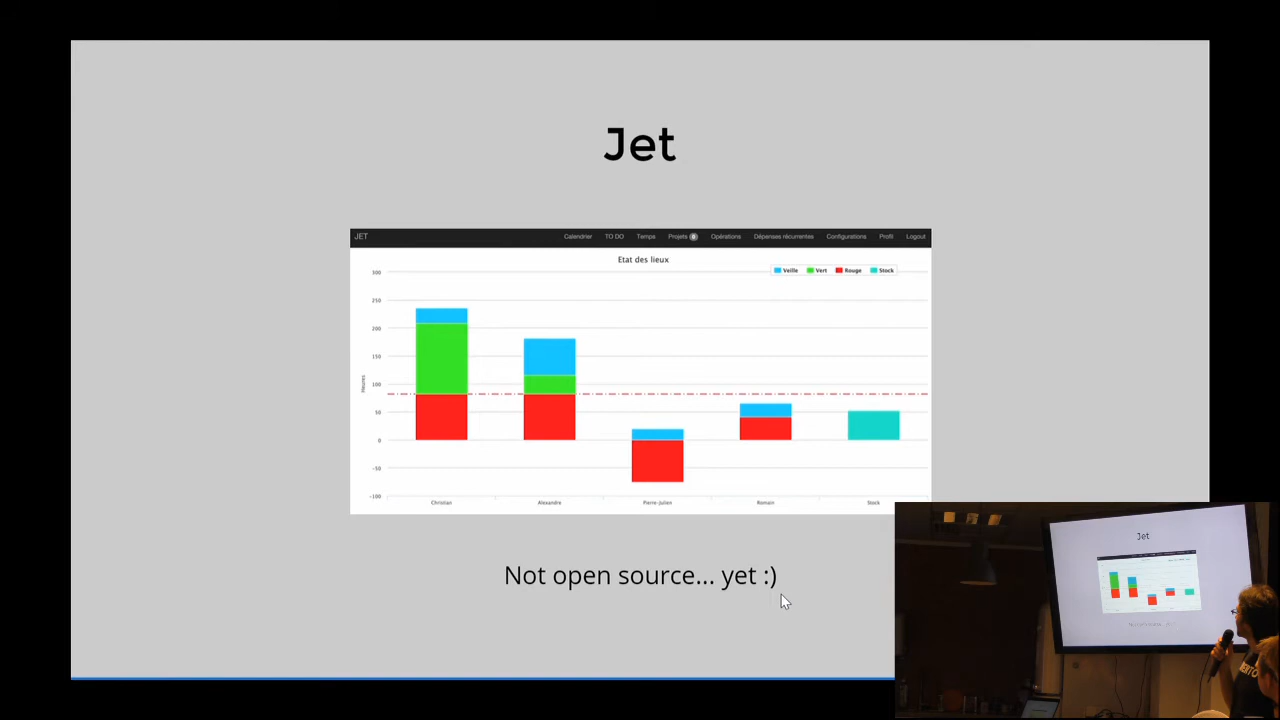 Jet
JET Calendrier TO DO Temps Projets 0 Opérations Dépenses récurrentes Configurations Profil Logout
Etat des lieux
Veille Vert Rouge Stock
300
250
200
150
100
50
0
-50
-100
Heures
Christian Alexandre Pierre-Julien Romain Stock
Not open source... yet :)
Jet